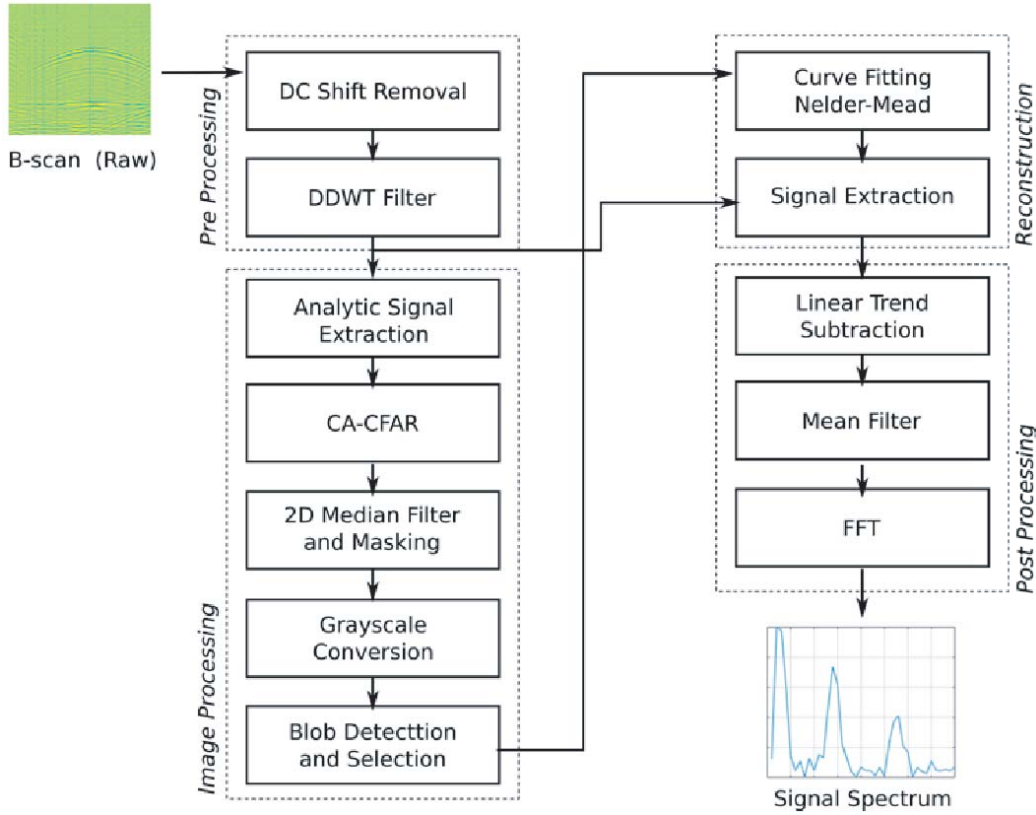 B-scan (Raw)
Pre Processing
DC Shift Removal
DDWT Filter
Image Processing
Analytic Signal
Extraction
CA-CFAR
2D Median Filter
and Masking
Grayscale
Conversion
Blob Detecttion
and Selection
Curve Fitting
Nelder-Mead
Signal Extraction
Reconstruction
Linear Trend
Subtraction
Mean Filter
FFT
Post Processing
Signal Spectrum